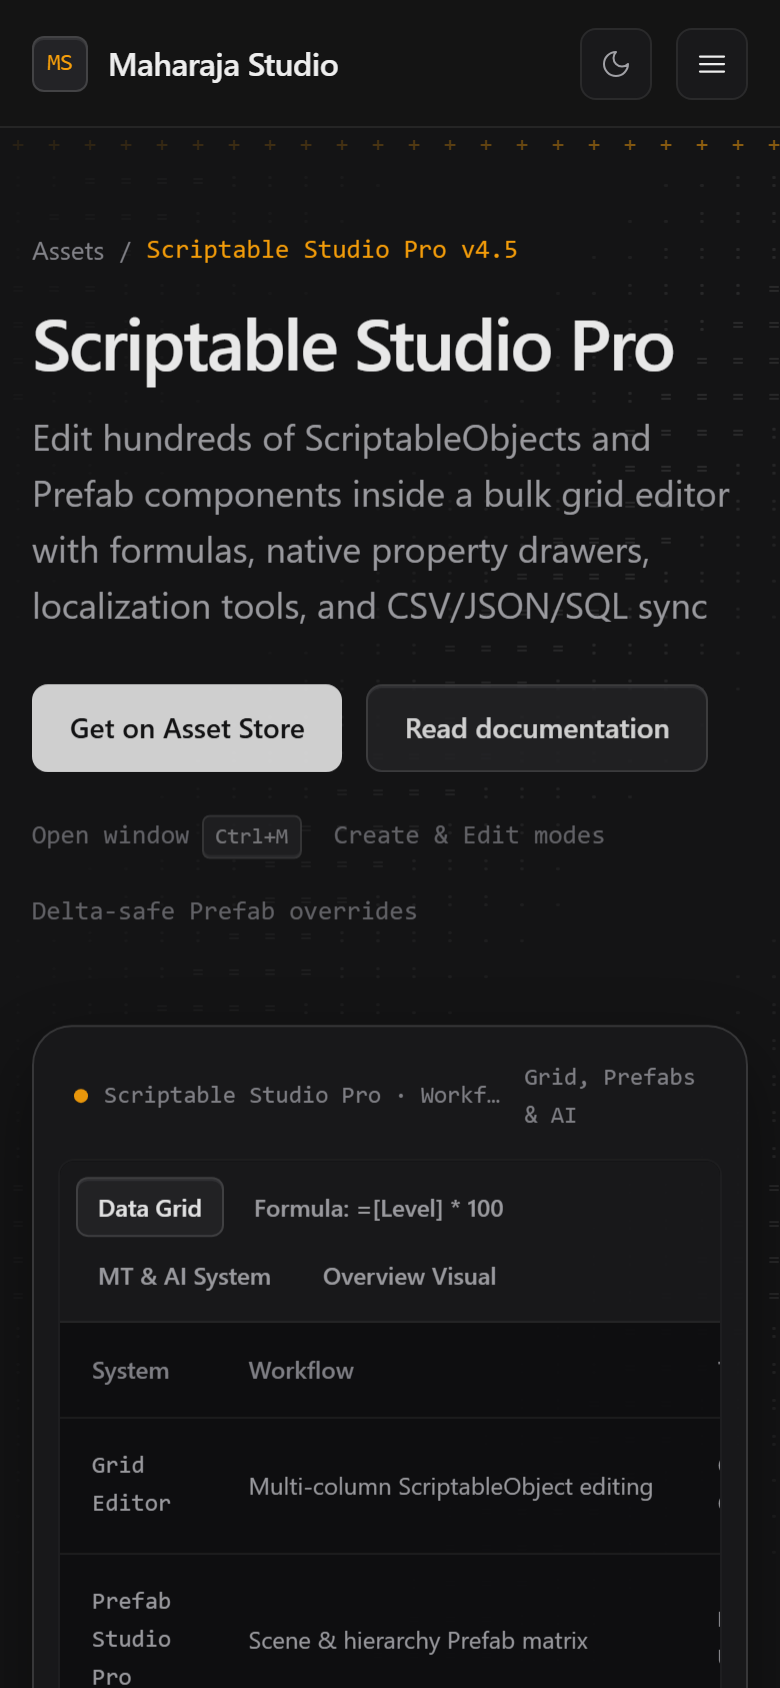 MS
Maharaja Studio
Assets / Scriptable Studio Pro v4.5
Scriptable Studio Pro
Edit hundreds of ScriptableObjects and
Prefab components inside a bulk grid editor
with formulas, native property drawers,
localization tools, and CSV/JSON/SQL sync
Get on Asset Store
Read documentation
Open window Ctrl+M Create & Edit modes
Delta-safe Prefab overrides
Scriptable Studio Pro · Workf…
Grid, Prefabs
& AI
Data Grid
Formula: =[Level] * 100
MT & AI System
Overview Visual
System
Workflow
Grid
Editor
Multi-column ScriptableObject editing
Prefab
Studio
Pro
Scene & hierarchy Prefab matrix